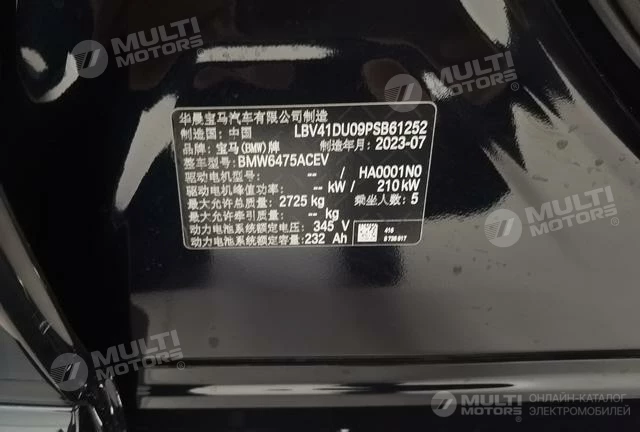 MULTI MOTORS®
MULTI MOTORS®
MULTI MOTORS®
华晨宝马汽车有限公司制造
制造国: 中国 LBV41DU09PSB61252
品牌: 宝马(BMW)牌 制造年月: 2023-07
整车型号: BMW6475ACEV
驱动电机型号: -- / HA0001N0
驱动电机峰值功率: -- kW / 210 kW
最大允许总质量: 2725 kg 乘坐人数: 5
最大允许牵引质量: -- kg
动力电池系统额定电压: 345 V
动力电池系统额定容量: 232 Ah
416
MULTI MOTORS®
MULTI MOTORS®
MULTI MOTORS® ОНЛАЙН-КАТАЛОГ ЭЛЕКТРОМОБИЛЕЙ